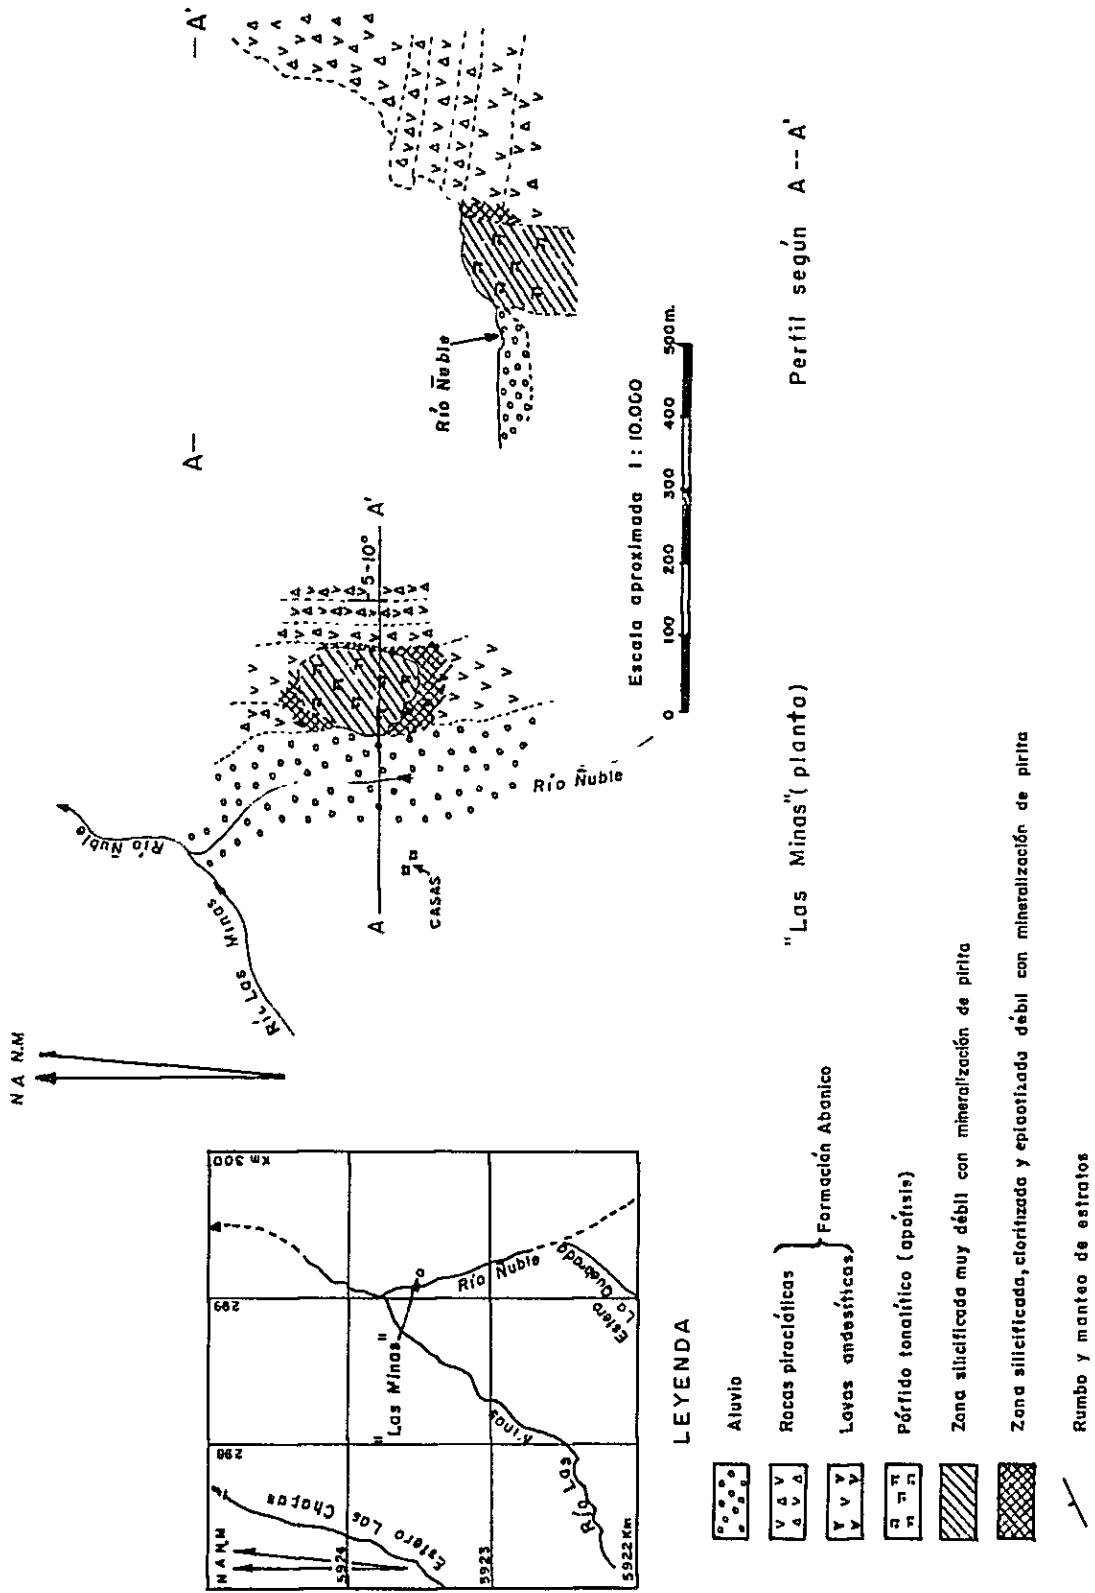 N A N.M
Km 300
299
298
5924
5923
5922 Km
N A N.M
Estero Las Chafas
"Las Minas"
Río Las Minas
Río Ñuble
Estero La Quebrada
Río Ñuble
Río Las Minas
CASAS
A
A'
5-10°
Río Ñuble
A--
--A'
Río Ñuble
Escala aproximada 1:10.000
0 100 200 300 400 500m.
"Las Minas" (planta)
Perfil según A -- A'
LEYENDA
Aluvio
Rocas piroclásticas
Lavas andesíticas
Formación Abanico
Pórfido tonalítico (apófisis)
Zona silicificada muy débil con mineralización de pirita
Zona silicificada, cloritizada y epidotizada débil con mineralización de pirita
Rumbo y manteo de estratos